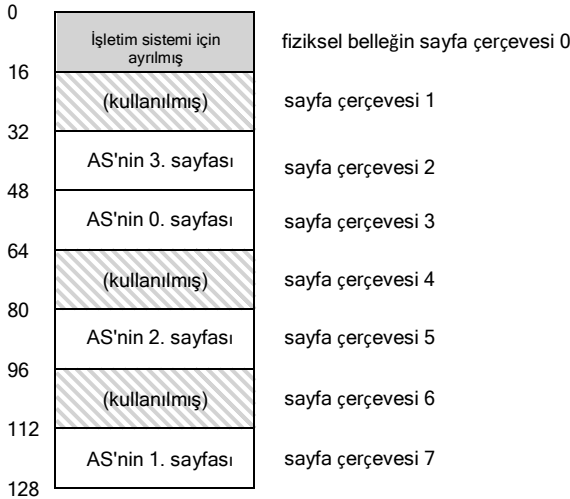 0
İşletim sistemi için
ayrılmış
fiziksel belleğin sayfa çerçevesi 0
16
(kullanılmış)
sayfa çerçevesi 1
32
AS'nin 3. sayfası
sayfa çerçevesi 2
48
AS'nin 0. sayfası
sayfa çerçevesi 3
64
(kullanılmış)
sayfa çerçevesi 4
80
AS'nin 2. sayfası
sayfa çerçevesi 5
96
(kullanılmış)
sayfa çerçevesi 6
112
AS'nin 1. sayfası
sayfa çerçevesi 7
128